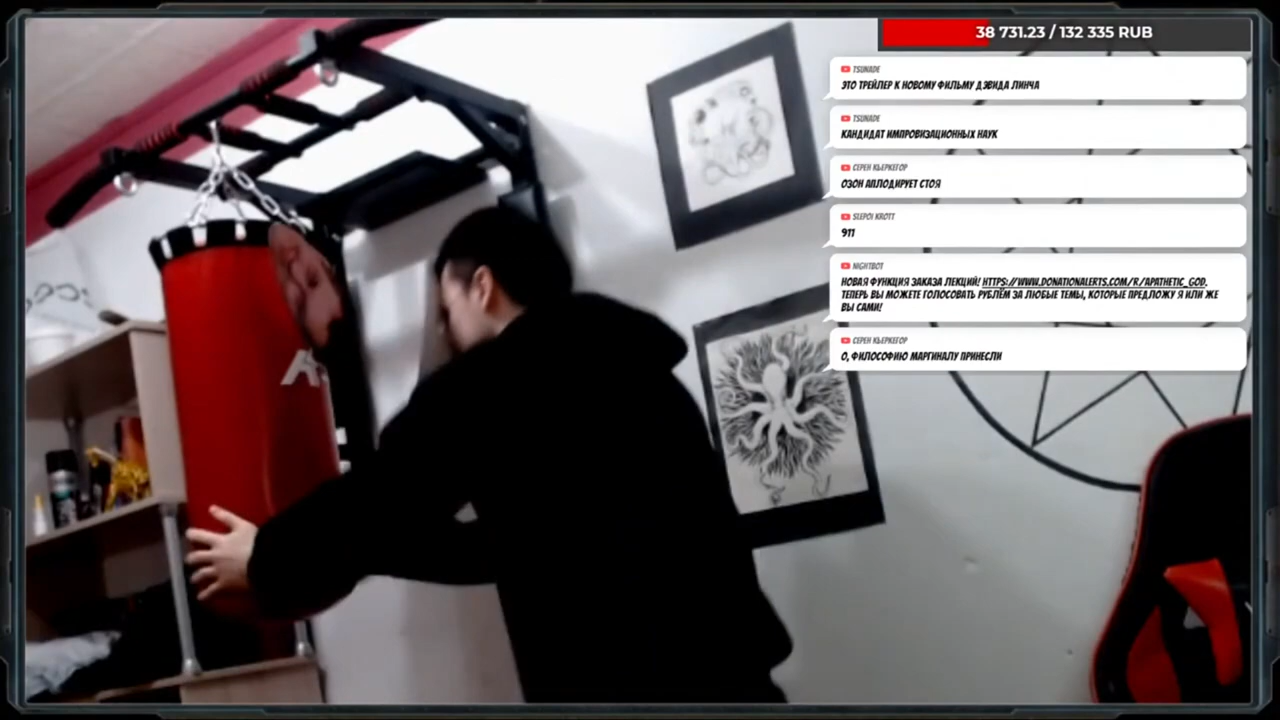 38 731.23 / 132 335 RUB
TSUNADE
ЭТО ТРЕЙЛЕР К НОВОМУ ФИЛЬМУ ДЭВИДА ЛИНЧА
TSUNADE
КАНДИДАТ ИМПРОВИЗАЦИОННЫХ НАУК
СЕРЕН КЬЕРКЕГОР
ОЗОН АПЛОДИРУЕТ СТОЯ
SLEPOI KROTT
911
NIGHTBOT
НОВАЯ ФУНКЦИЯ ЗАКАЗА ЛЕКЦИЙ! HTTPS://WWW.DONATIONALERTS.COM/R/APATHETIC_GOD.
ТЕПЕРЬ ВЫ МОЖЕТЕ ГОЛОСОВАТЬ РУБЛЁМ ЗА ЛЮБЫЕ ТЕМЫ, КОТОРЫЕ ПРЕДЛОЖУ Я ИЛИ ЖЕ
ВЫ САМИ!
СЕРЕН КЬЕРКЕГОР
О, ФИЛОСОФИЮ МАРГИНАЛУ ПРИНЕСЛИ